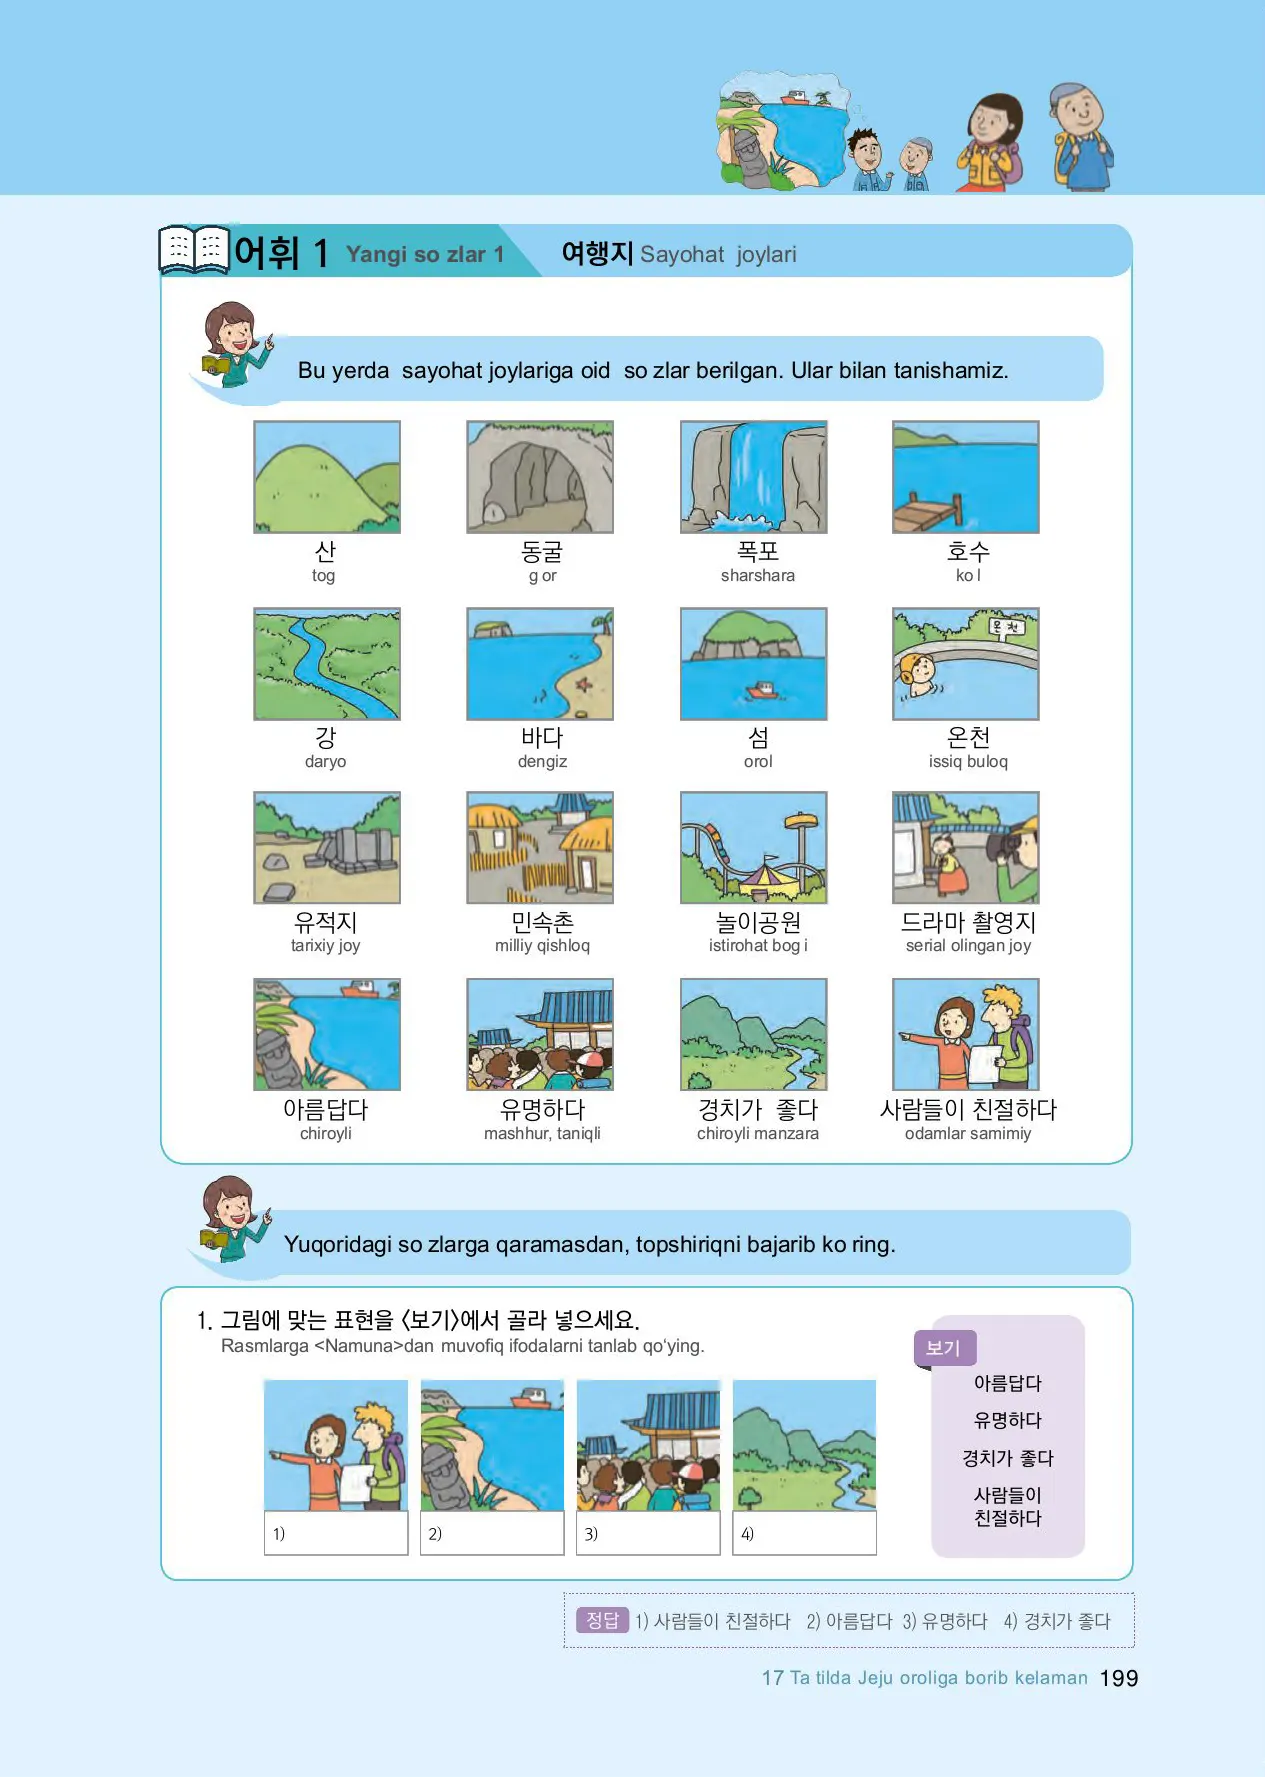 어휘 1 Yangi so zlar 1 여행지 Sayohat joylari
Bu yerda sayohat joylariga oid so zlar berilgan. Ular bilan tanishamiz.
온천
산 동굴 폭포 호수
tog g or sharshara ko l
강 바다 섬 온천
daryo dengiz orol issiq buloq
유적지 민속촌 놀이공원 드라마 촬영지
tarixiy joy milliy qishloq istirohat bog i serial olingan joy
아름답다 유명하다 경치가 좋다 사람들이 친절하다
chiroyli mashhur, taniqli chiroyli manzara odamlar samimiy
Yuqoridagi so zlarga qaramasdan, topshiriqni bajarib ko ring.
1. 그림에 맞는 표현을 〈보기〉에서 골라 넣으세요.
Rasmlarga <Namuna>dan muvofiq ifodalarni tanlab qo‘ying.
보기
아름답다
유명하다
경치가 좋다
사람들이
친절하다
1) 2) 3) 4)
정답 1) 사람들이 친절하다 2) 아름답다 3) 유명하다 4) 경치가 좋다
17 Ta tilda Jeju oroliga borib kelaman 199